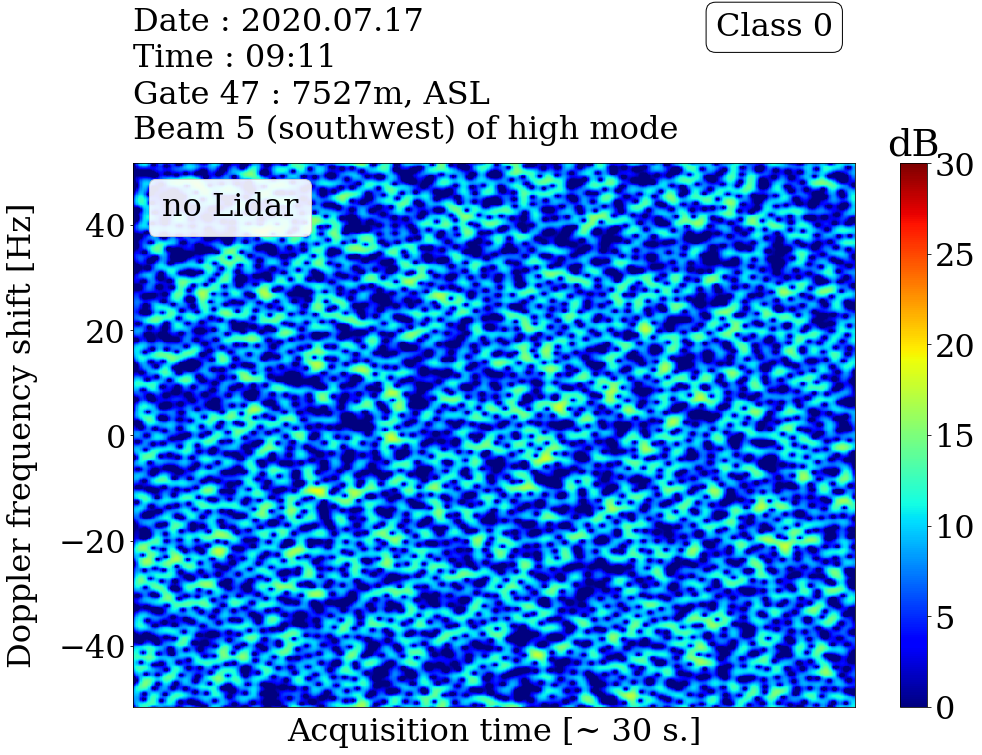 Date : 2020.07.17
Time : 09:11
Gate 47 : 7527m, ASL
Beam 5 (southwest) of high mode
Class 0
dB
no Lidar
Doppler frequency shift [Hz]
40
20
0
−20
−40
30
25
20
15
10
5
0
Acquisition time [~ 30 s.]